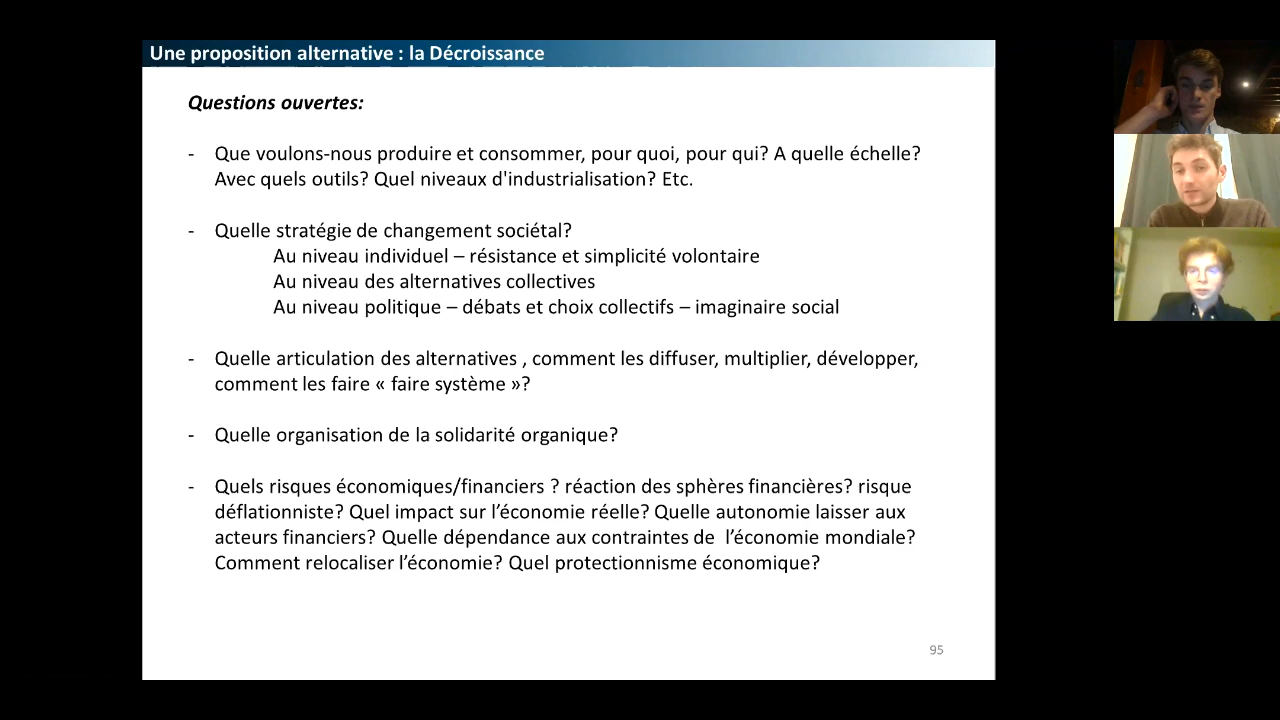 Une proposition alternative : la Décroissance
Questions ouvertes:
- Que voulons-nous produire et consommer, pour quoi, pour qui? A quelle échelle?
Avec quels outils? Quel niveaux d'industrialisation? Etc.
- Quelle stratégie de changement sociétal?
Au niveau individuel – résistance et simplicité volontaire
Au niveau des alternatives collectives
Au niveau politique – débats et choix collectifs – imaginaire social
- Quelle articulation des alternatives , comment les diffuser, multiplier, développer,
comment les faire « faire système »?
- Quelle organisation de la solidarité organique?
- Quels risques économiques/financiers ? réaction des sphères financières? risque
déflationniste? Quel impact sur l’économie réelle? Quelle autonomie laisser aux
acteurs financiers? Quelle dépendance aux contraintes de  l’économie mondiale?
Comment relocaliser l’économie? Quel protectionnisme économique?
95